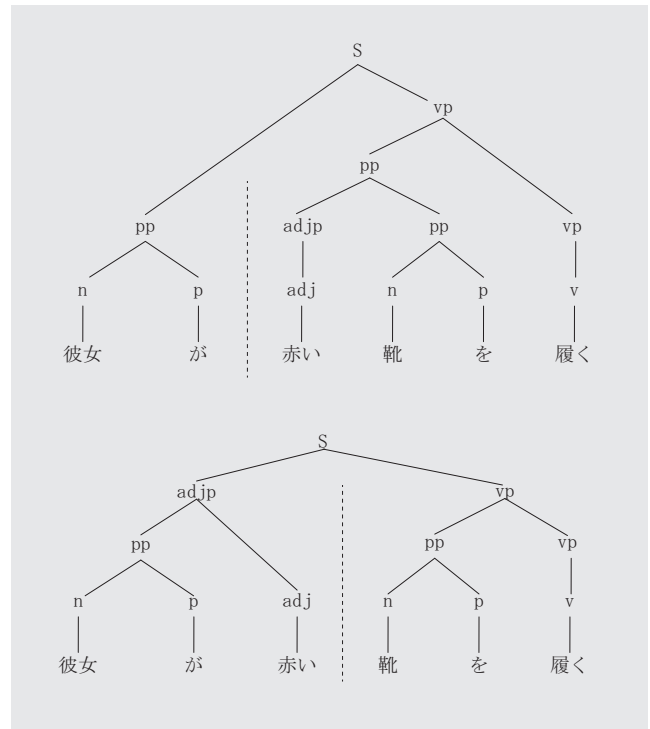 S
vp
pp
pp adjp pp vp
n p adj n p v
彼女 が 赤い 靴 を 履く
S
adjp vp
pp pp vp
n p adj n p v
彼女 が 赤い 靴 を 履く